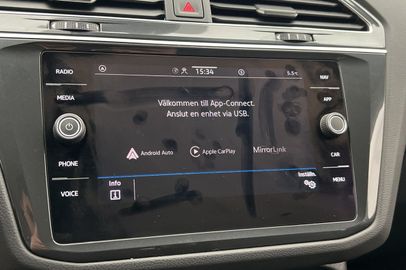 RADIO
MEDIA
PHONE
VOICE
15:34
5.5°C
Välkommen till App-Connect.
Anslut en enhet via USB.
Android Auto
Apple CarPlay
MirrorLink
Info
Inställn.
NAV
APP
CAR
MENU